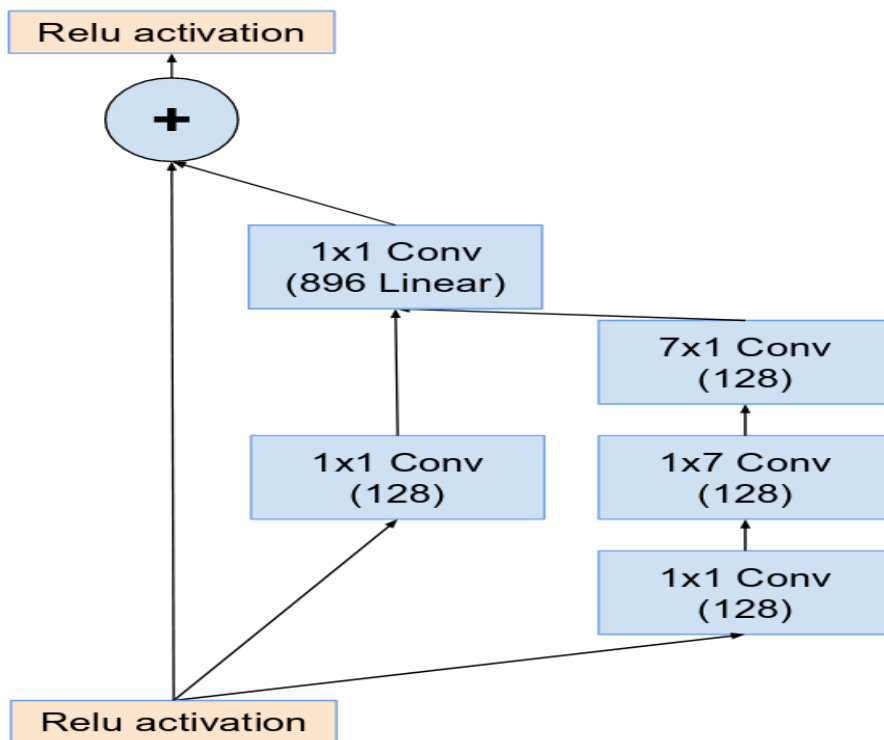 Relu activation
+
1x1 Conv
(896 Linear)
7x1 Conv
(128)
1x1 Conv
(128)
1x7 Conv
(128)
1x1 Conv
(128)
Relu activation